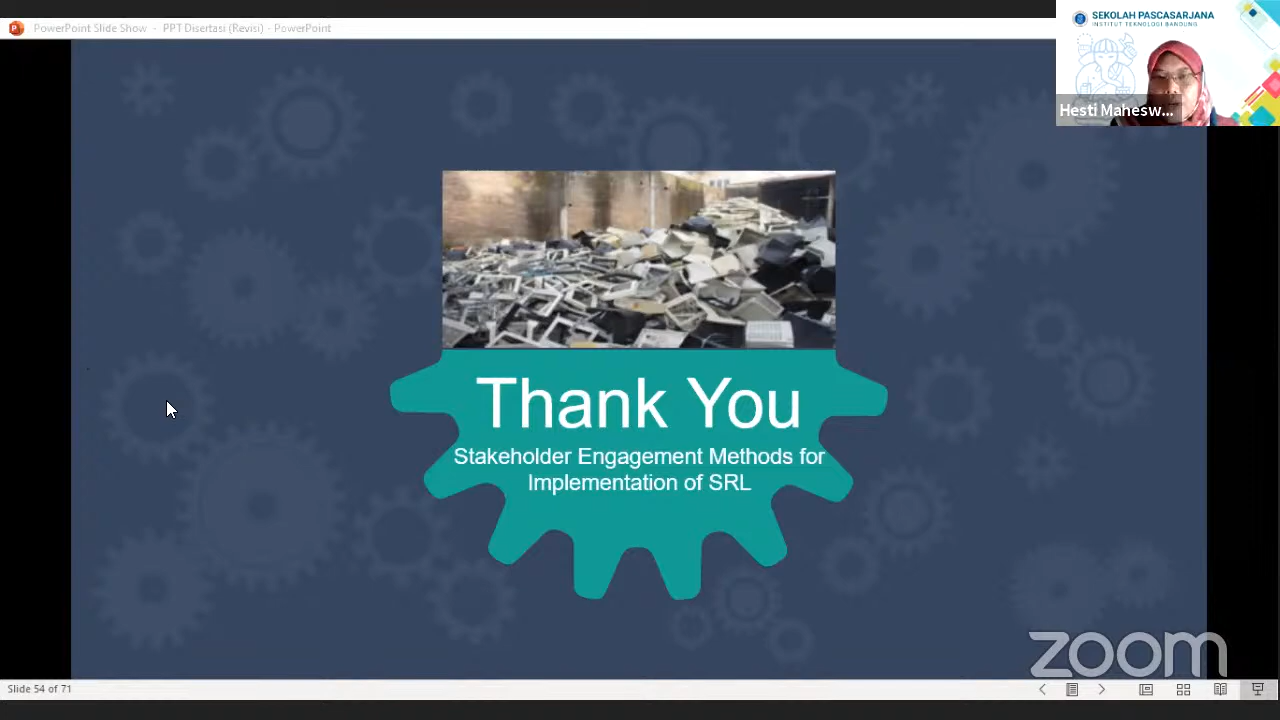 PowerPoint Slide Show - PPT Disertasi (Revisi) - PowerPoint
SEKOLAH PASCASARJANA
INSTITUT TEKNOLOGI BANDUNG
Hesti Mahesw...
Thank You
Stakeholder Engagement Methods for
Implementation of SRL
zoom
Slide 54 of 71